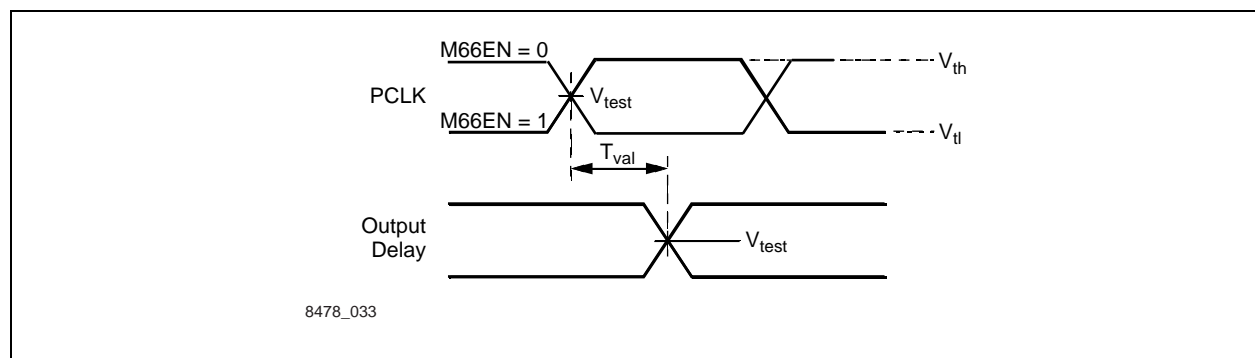 M66EN = 0
V_th
PCLK
V_test
M66EN = 1
V_tl
T_val
Output
Delay
V_test
8478_033